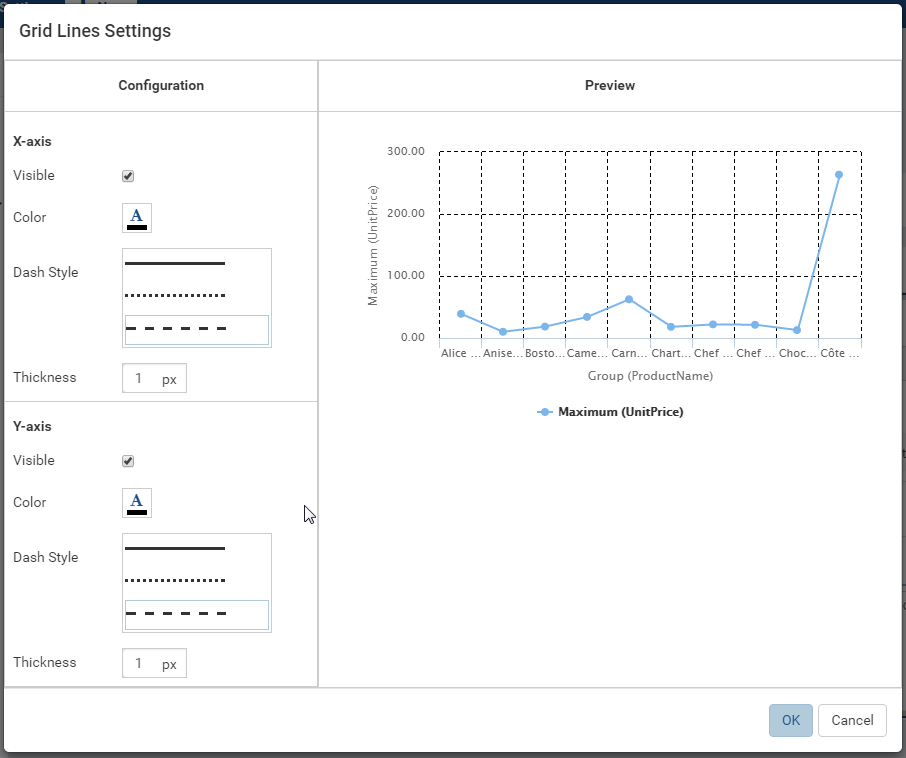 Grid Lines Settings
Configuration
Preview
X-axis
Visible
Color
A
Dash Style
Thickness
1 px
Y-axis
Visible
Color
A
Dash Style
Thickness
1 px
Maximum (UnitPrice)
300.00
200.00
100.00
0.00
Alice ... Anise... Bosto... Came... Carn... Chart... Chef ... Chef ... Choc... Côte ...
Group (ProductName)
Maximum (UnitPrice)
OK
Cancel